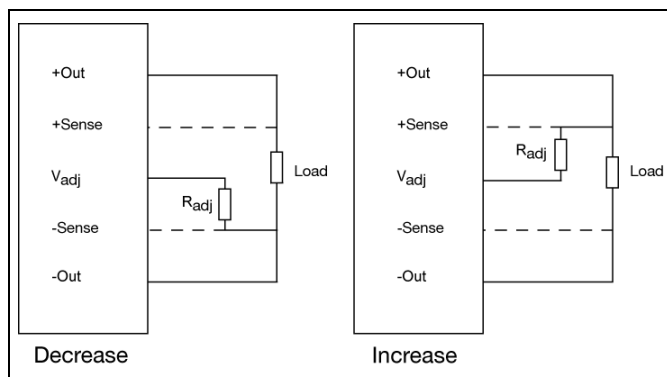 +Out
+Sense
Vadj
-Sense
-Out
Radj
Load
Decrease
+Out
+Sense
Vadj
-Sense
-Out
Radj
Load
Increase